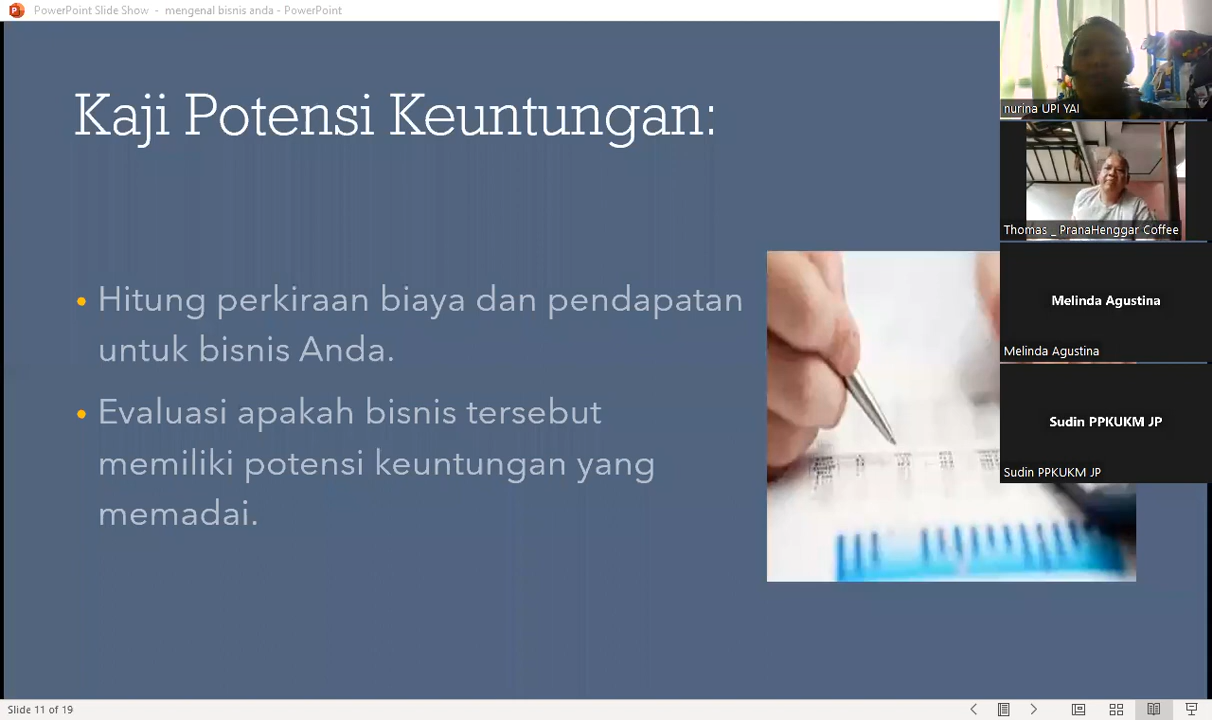 PowerPoint Slide Show - mengenal bisnis anda - PowerPoint
Kaji Potensi Keuntungan:
• Hitung perkiraan biaya dan pendapatan
untuk bisnis Anda.
• Evaluasi apakah bisnis tersebut
memiliki potensi keuntungan yang
memadai.
nurina UPI YAI
Thomas _ PranaHenggar Coffee
Melinda Agustina
Melinda Agustina
Sudin PPKUKM JP
Sudin PPKUKM JP
Slide 11 of 19